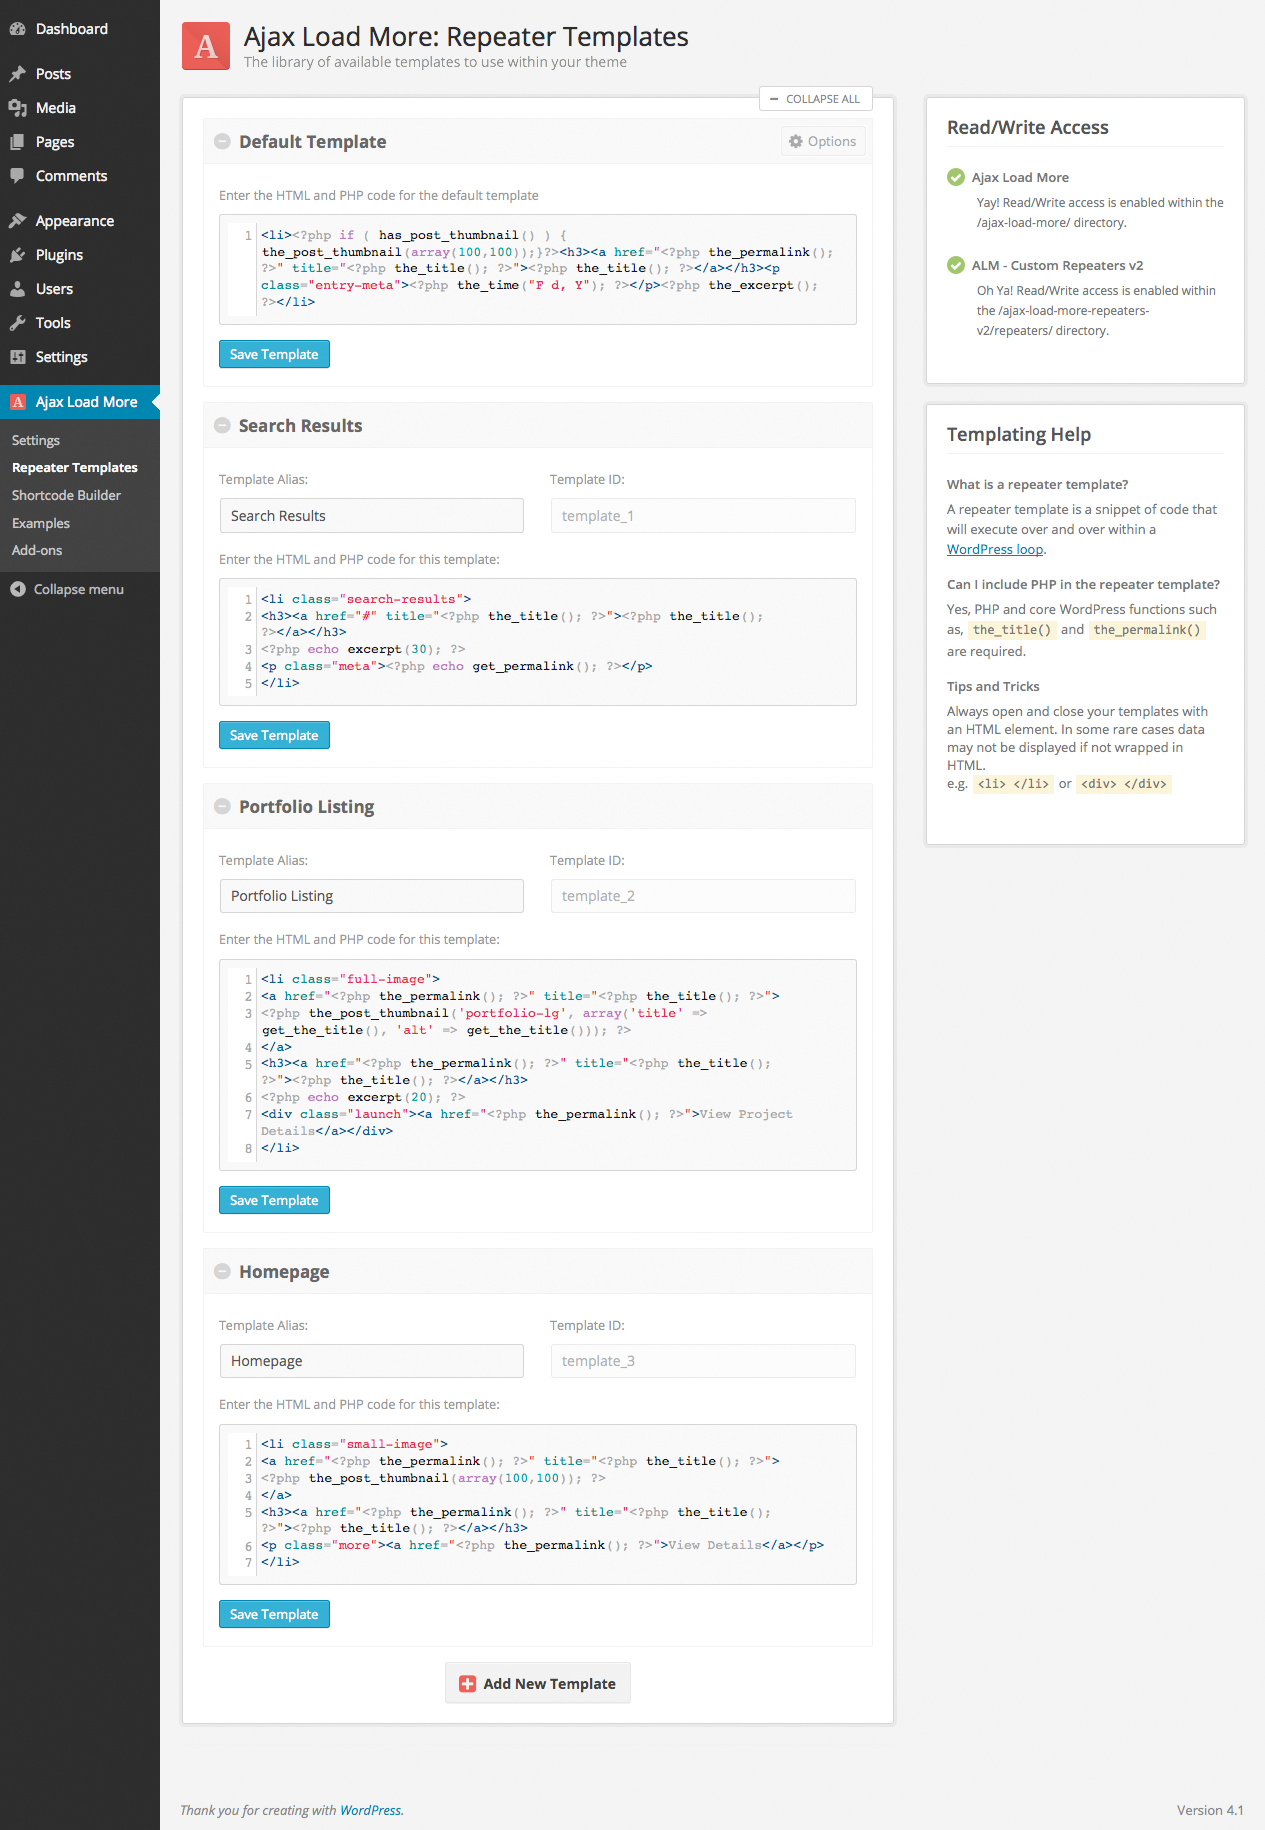 Dashboard
Posts
Media
Pages
Comments
Appearance
Plugins
Users
Tools
Settings
A Ajax Load More
Settings
Repeater Templates
Shortcode Builder
Examples
Add-ons
Collapse menu
A
Ajax Load More: Repeater Templates
The library of available templates to use within your theme
COLLAPSE ALL
Default Template
Options
Enter the HTML and PHP code for the default template
1 <li><?php if ( has_post_thumbnail() ) {
the_post_thumbnail(array(100,100));}?><h3><a href="<?php the_permalink();
?>" title="<?php the_title(); ?>"><?php the_title(); ?></a></h3><p
class="entry-meta"><?php the_time("F d, Y"); ?></p><?php the_excerpt();
?></li>
Save Template
Search Results
Template Alias:
Template ID:
Search Results
template_1
Enter the HTML and PHP code for this template:
1 <li class="search-results">
2 <h3><a href="#" title="<?php the_title(); ?>"><?php the_title();
?></a></h3>
3 <?php echo excerpt(30); ?>
4 <p class="meta"><?php echo get_permalink(); ?></p>
5 </li>
Save Template
Portfolio Listing
Template Alias:
Template ID:
Portfolio Listing
template_2
Enter the HTML and PHP code for this template:
1 <li class="full-image">
2 <a href="<?php the_permalink(); ?>" title="<?php the_title(); ?>">
3 <?php the_post_thumbnail('portfolio-lg', array('title' =>
get_the_title(), 'alt' => get_the_title())); ?>
4 </a>
5 <h3><a href="<?php the_permalink(); ?>" title="<?php the_title();
?>"><?php the_title(); ?></a></h3>
6 <?php echo excerpt(20); ?>
7 <div class="launch"><a href="<?php the_permalink(); ?>">View Project
Details</a></div>
8 </li>
Save Template
Homepage
Template Alias:
Template ID:
Homepage
template_3
Enter the HTML and PHP code for this template:
1 <li class="small-image">
2 <a href="<?php the_permalink(); ?>" title="<?php the_title(); ?>">
3 <?php the_post_thumbnail(array(100,100)); ?>
4 </a>
5 <h3><a href="<?php the_permalink(); ?>" title="<?php the_title();
?>"><?php the_title(); ?></a></h3>
6 <p class="more"><a href="<?php the_permalink(); ?>">View Details</a></p>
7 </li>
Save Template
Add New Template
Read/Write Access
Ajax Load More
Yay! Read/Write access is enabled within the
/ajax-load-more/ directory.
ALM - Custom Repeaters v2
Oh Ya! Read/Write access is enabled within
the /ajax-load-more-repeaters-
v2/repeaters/ directory.
Templating Help
What is a repeater template?
A repeater template is a snippet of code that
will execute over and over within a
WordPress loop.
Can I include PHP in the repeater template?
Yes, PHP and core WordPress functions such
as, the_title() and the_permalink()
are required.
Tips and Tricks
Always open and close your templates with
an HTML element. In some rare cases data
may not be displayed if not wrapped in
HTML.
e.g. <li> </li> or <div> </div>
Thank you for creating with WordPress.
Version 4.1